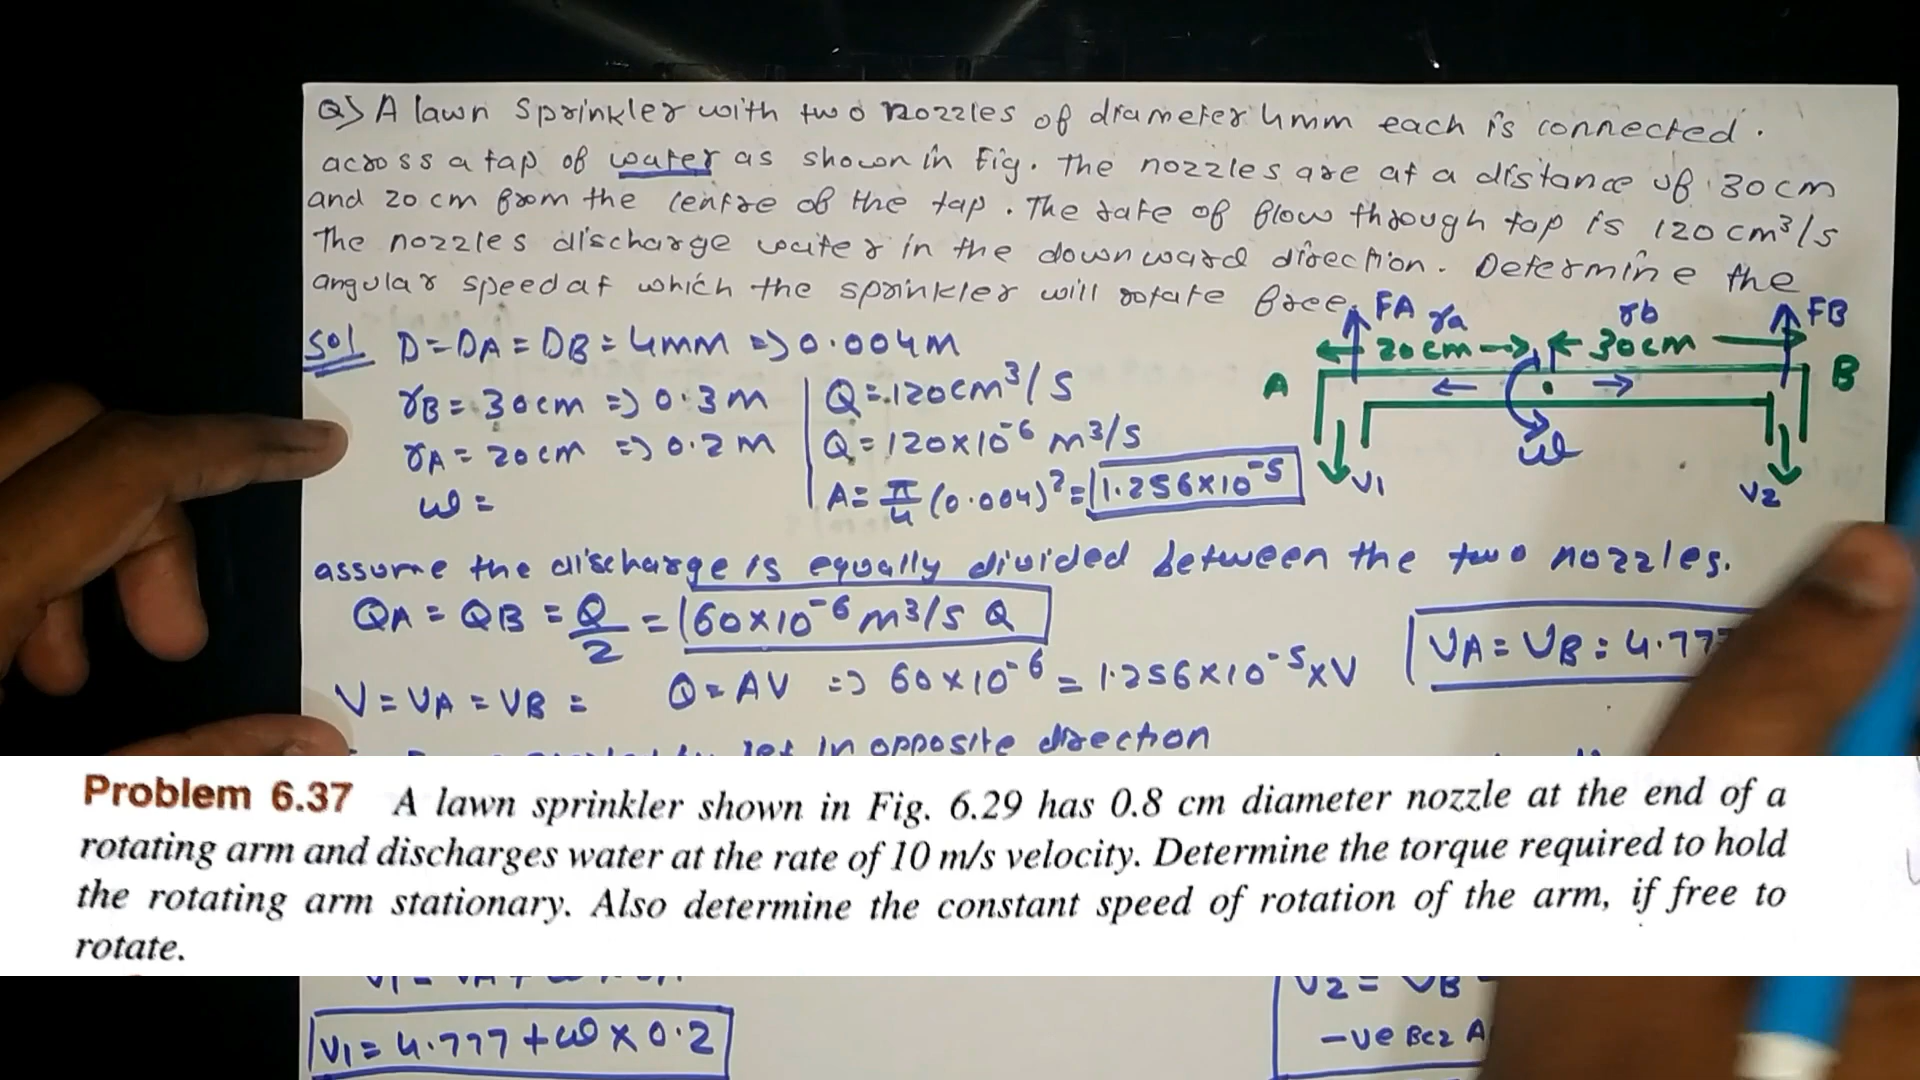 Q) A lawn sprinkler with two nozzles of diameter 4mm each is connected.
across a tap of water as shown in fig. the nozzles are at a distance of 30cm
and 20 cm from the centre of the tap. The rate of flow through tap is 120 cm³/s
The nozzles discharge water in the downward direction. Determine the
angular speed at which the sprinkler will rotate free.
FA ra rb FB
20cm 30cm
A B
ω
V1 V2
Sol D = DA = DB = 4mm => 0.004M
rB = 30cm => 0.3m
rA = 20cm => 0.2m
ω =
Q = 120cm³/s
Q = 120×10⁻⁶ m³/s
A = π/4 (0.004)² = 1.256×10⁻⁵
assume the discharge is equally divided between the two nozzles.
QA = QB = Q/2 = 60×10⁻⁶ m³/s Q
VA = VB = 4.77
V = VA = VB = Q = AV => 60×10⁻⁶ = 1.256×10⁻⁵×V
jet in opposite direction
Problem 6.37 A lawn sprinkler shown in Fig. 6.29 has 0.8 cm diameter nozzle at the end of a
rotating arm and discharges water at the rate of 10 m/s velocity. Determine the torque required to hold
the rotating arm stationary. Also determine the constant speed of rotation of the arm, if free to
rotate.
V2 = VB
V1 = 4.777 + ω × 0.2
-ve Bcz A